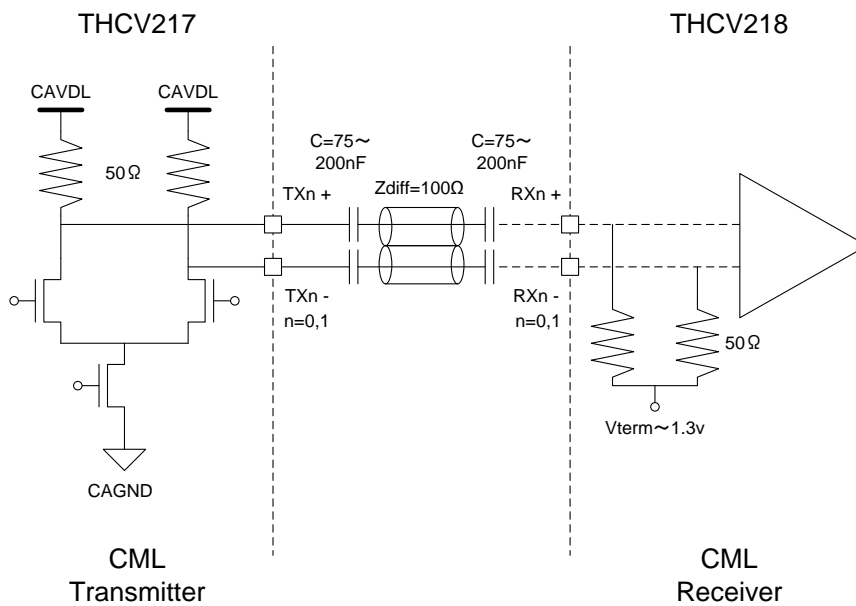 THCV217
THCV218
CAVDL
CAVDL
50Ω
C=75～
200nF
C=75～
200nF
Zdiff=100Ω
TXn +
RXn +
TXn -
n=0,1
RXn -
n=0,1
50Ω
Vterm～1.3v
CAGND
CML
Transmitter
CML
Receiver